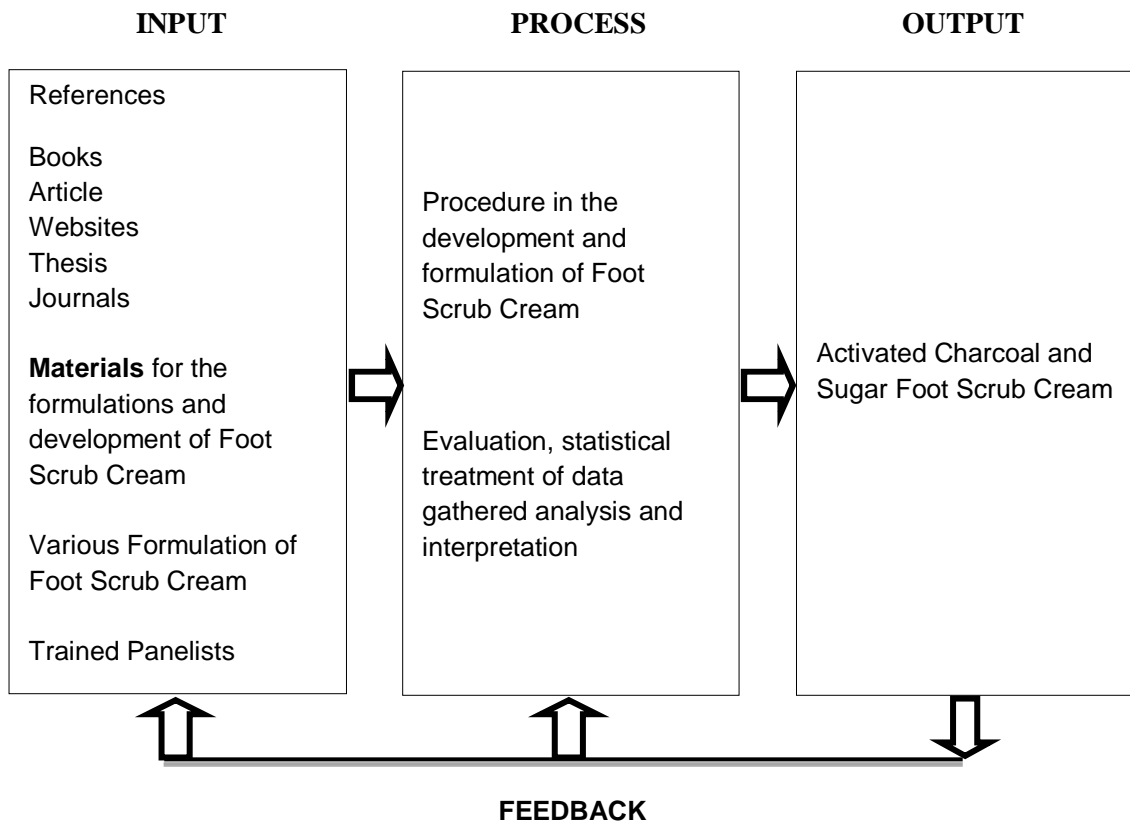 INPUT
References
Books
Article
Websites
Thesis
Journals
Materials for the
formulations and
development of Foot
Scrub Cream
Various Formulation of
Foot Scrub Cream
Trained Panelists
PROCESS
Procedure in the
development and
formulation of Foot
Scrub Cream
Evaluation, statistical
treatment of data
gathered analysis and
interpretation
OUTPUT
Activated Charcoal and
Sugar Foot Scrub Cream
FEEDBACK